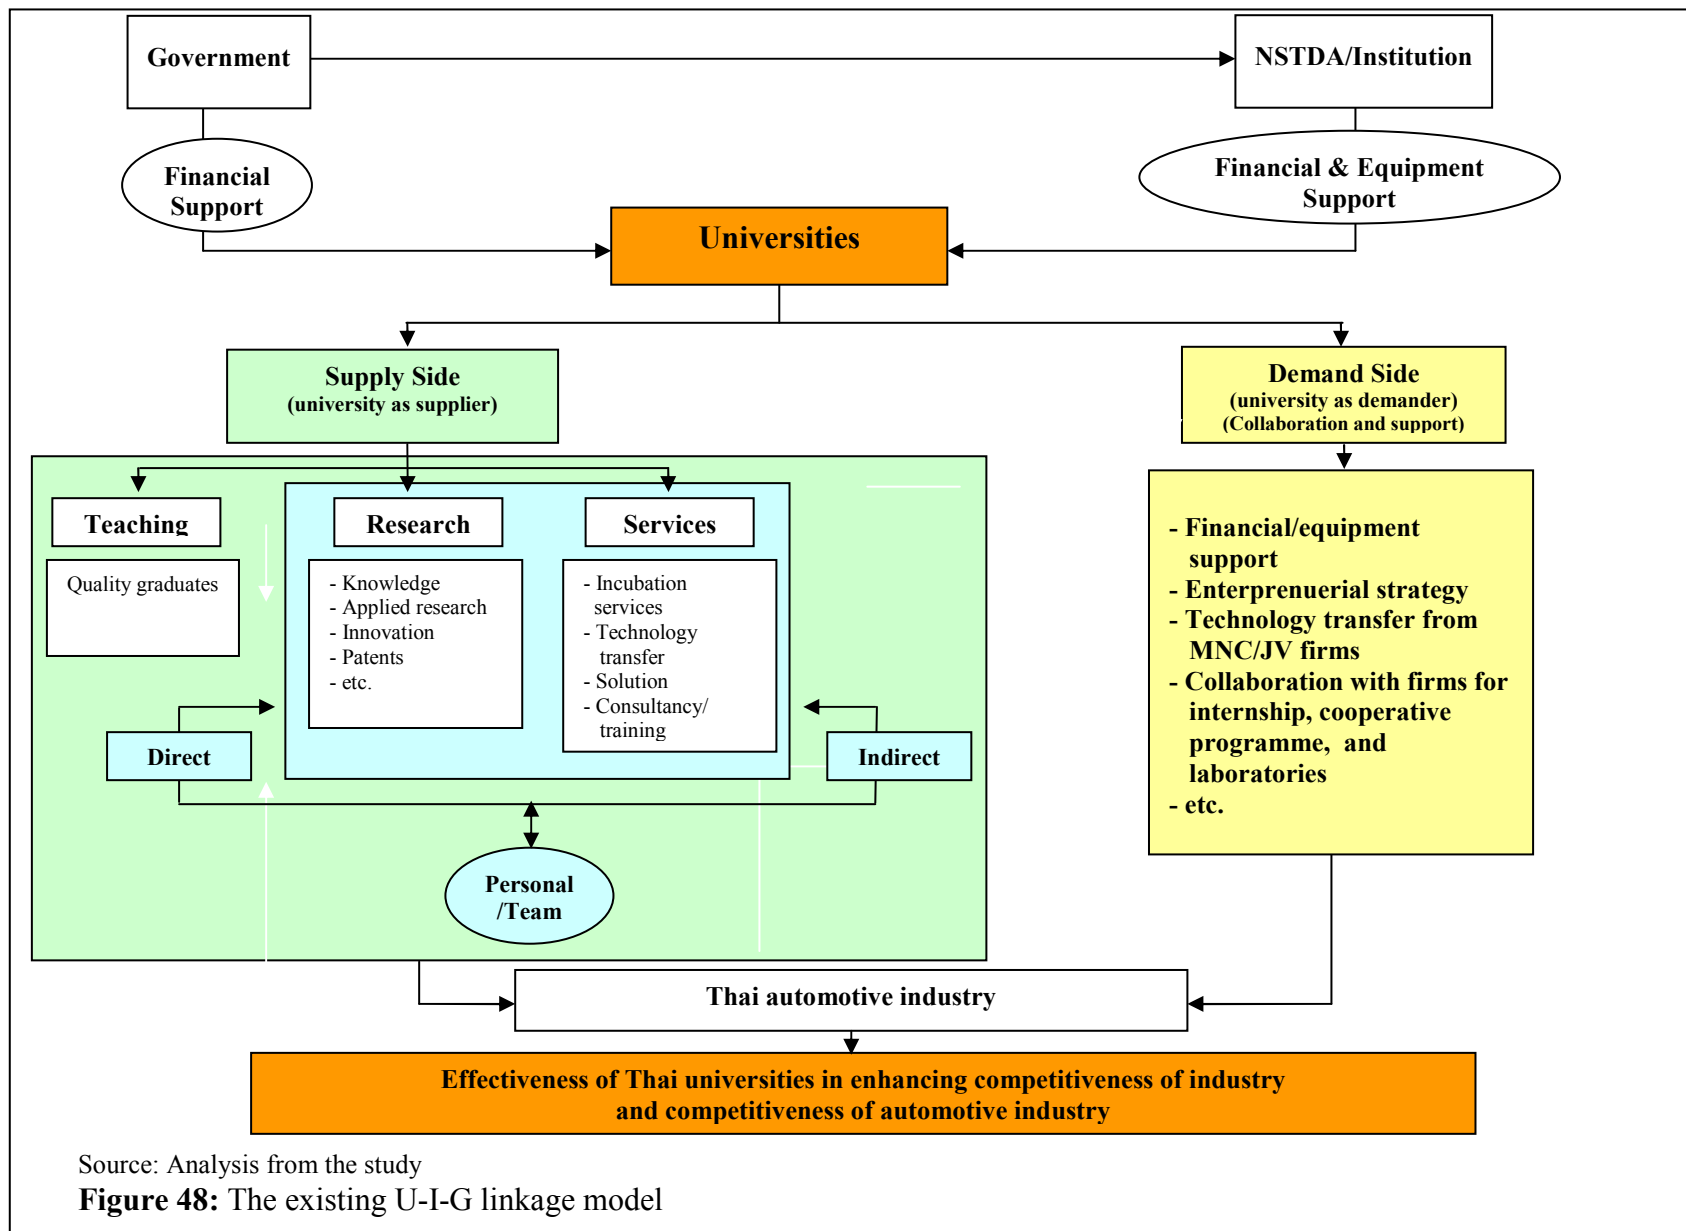 Government
NSTDA/Institution
Financial
Support
Financial & Equipment
Support
Universities
Supply Side
(university as supplier)
Demand Side
(university as demander)
(Collaboration and support)
Teaching
Research
Services
Quality graduates
- Knowledge
- Applied research
- Innovation
- Patents
- etc.
- Incubation
services
- Technology
transfer
- Solution
- Consultancy/
training
Direct
Indirect
Personal
/Team
- Financial/equipment
support
- Enterprenuerial strategy
- Technology transfer from
MNC/JV firms
- Collaboration with firms for
internship, cooperative
programme, and
laboratories
- etc.
Thai automotive industry
Effectiveness of Thai universities in enhancing competitiveness of industry
and competitiveness of automotive industry
Source: Analysis from the study
Figure 48: The existing U-I-G linkage model